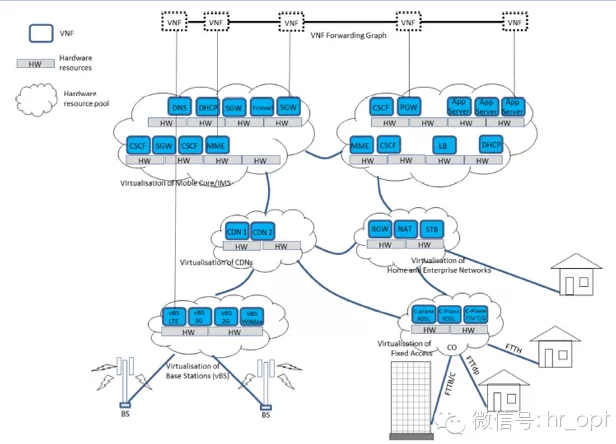 VNF VNF VNF VNF VNF
VNF Forwarding Graph
VNF
HW
Hardware
resources
Hardware
resource pool
DNS DHCP SGW Firewall SGW
HW HW HW HW
CSCF SGW CSCF MME
HW HW HW HW
Virtualisation of Mobile Core/IMS
CSCF PGW App Server App Server App Server
HW HW HW HW
MME CSCF LB DHCP
HW HW HW HW
CDN 1 CDN 2
HW HW
Virtualisation of CDNs
RGW NAT STB
HW HW
Virtualisation of
Home and Enterprise Networks
vBS LTE vBS 3G vBS 2G vBS WiMax
HW HW
Virtualisation of
Base Stations (vBS)
BS BS
C-plane ADSL C-Plane VDSL C-Plane ITU-T/G
HW HW
Virtualisation of
Fixed Access
CO
FTTH
FTTdp
FTTB/C
微信号: hr_opt